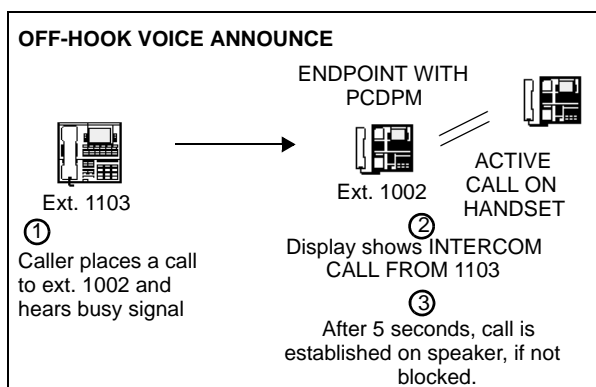 OFF-HOOK VOICE ANNOUNCE
ENDPOINT WITH
PCDPM
Ext. 1103
Ext. 1002
ACTIVE
CALL ON
HANDSET
1
Caller places a call
to ext. 1002 and
hears busy signal
2
Display shows INTERCOM
CALL FROM 1103
3
After 5 seconds, call is
established on speaker, if not
blocked.